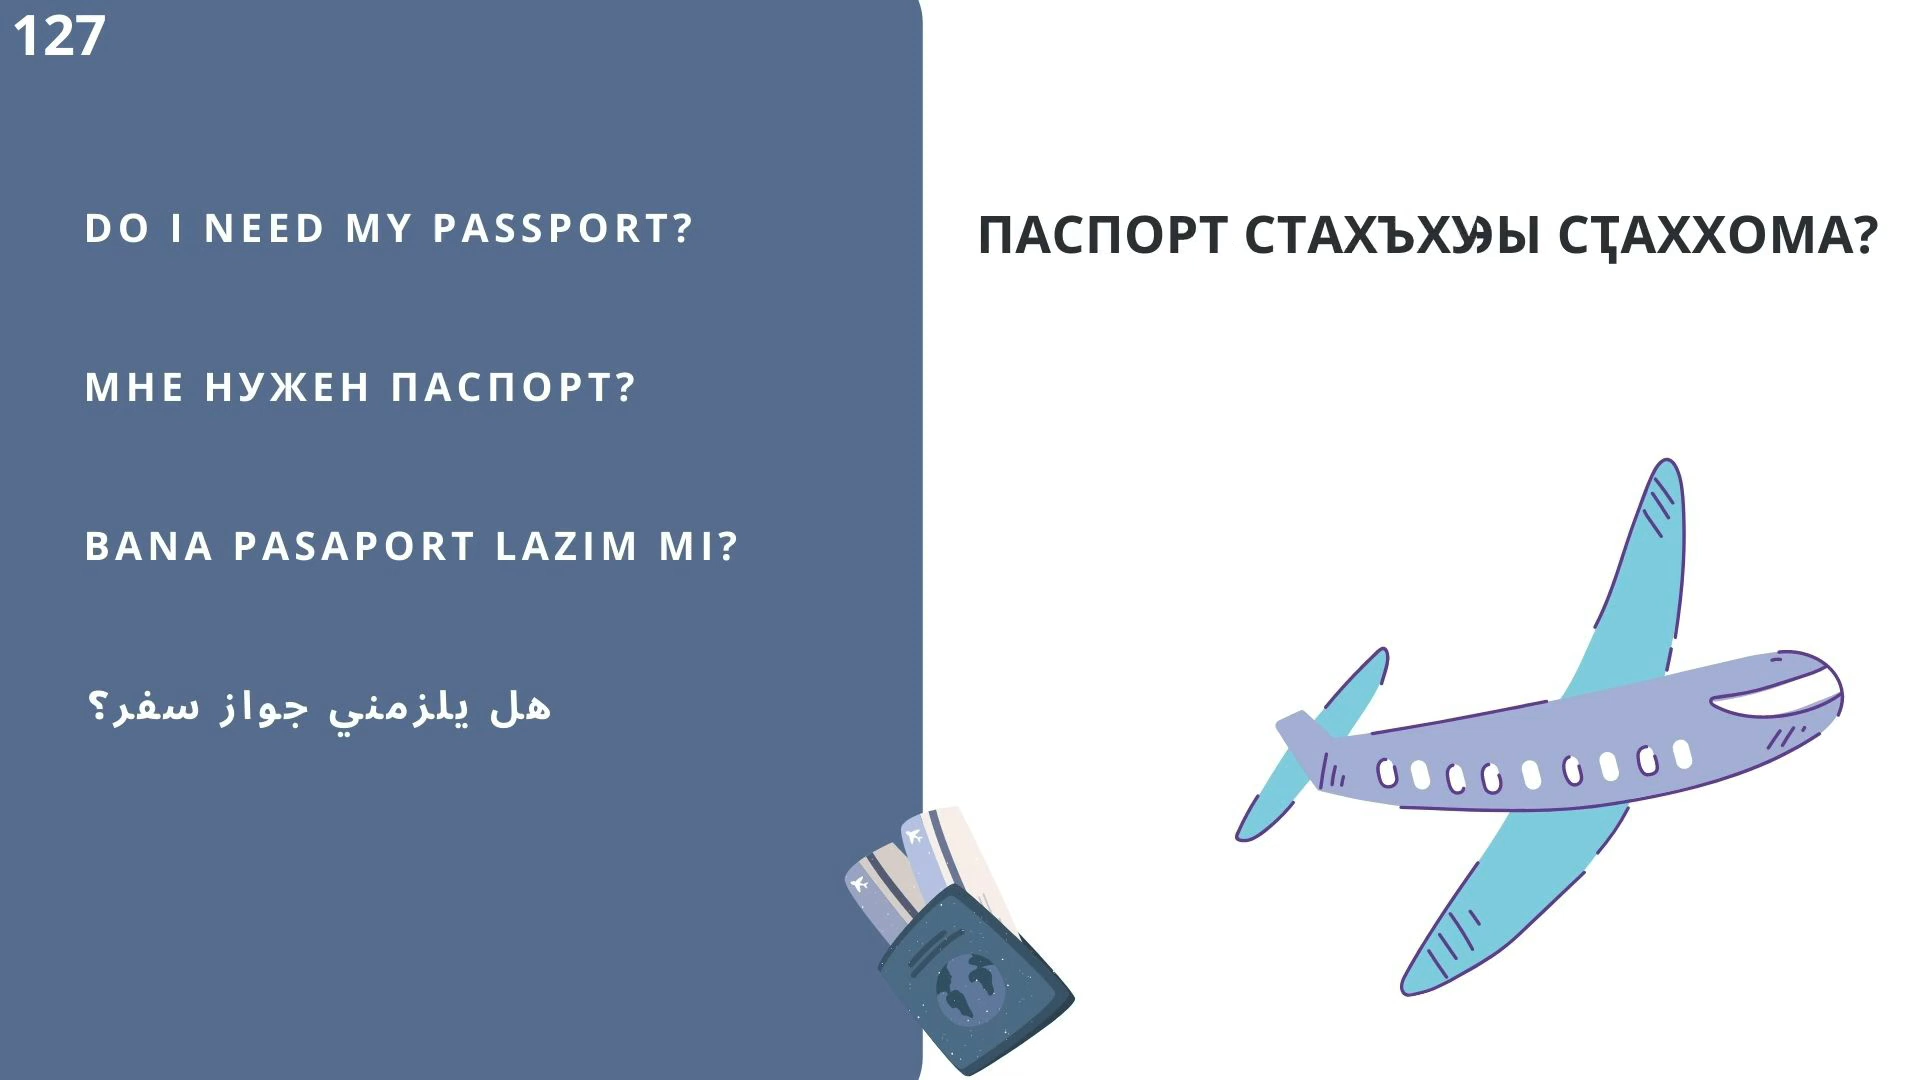 127
DO I NEED MY PASSPORT?
ПАСПОРТ СТАХЪХӘЫ СҬАХХОМА?
МНЕ НУЖЕН ПАСПОРТ?
BANA PASAPORT LAZIM MI?
هل يلزمني جواز سفر؟